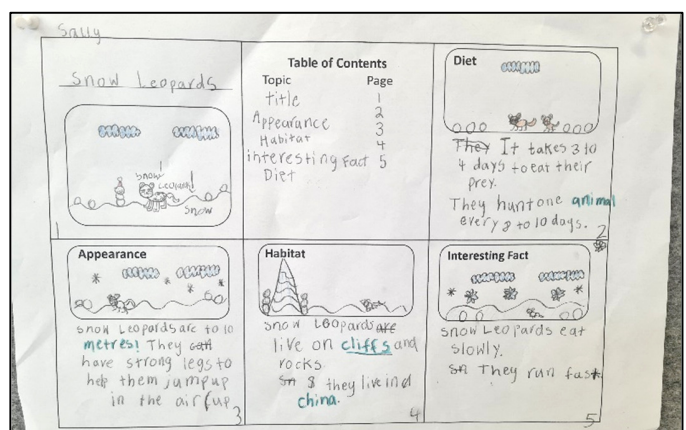 Sally
Snow Leopards
snow
Leopard
snow
1
Table of Contents
Topic Page
title 1
Appearance 2
Habitat 3
interesting Fact 4
Diet 5
Diet
They It takes 3 to
4 days to eat their
prey.
They hunt one animal
every 8 to 10 days.
2
Appearance
snow Leopards are to 10
metres! They can
have strong legs to
help them jump up
in the air
3
Habitat
snow Leopards are
live on cliffs and
rocks
they live in
china.
4
Interesting Fact
snow Leopards eat
slowly.
sn They run fast.
5